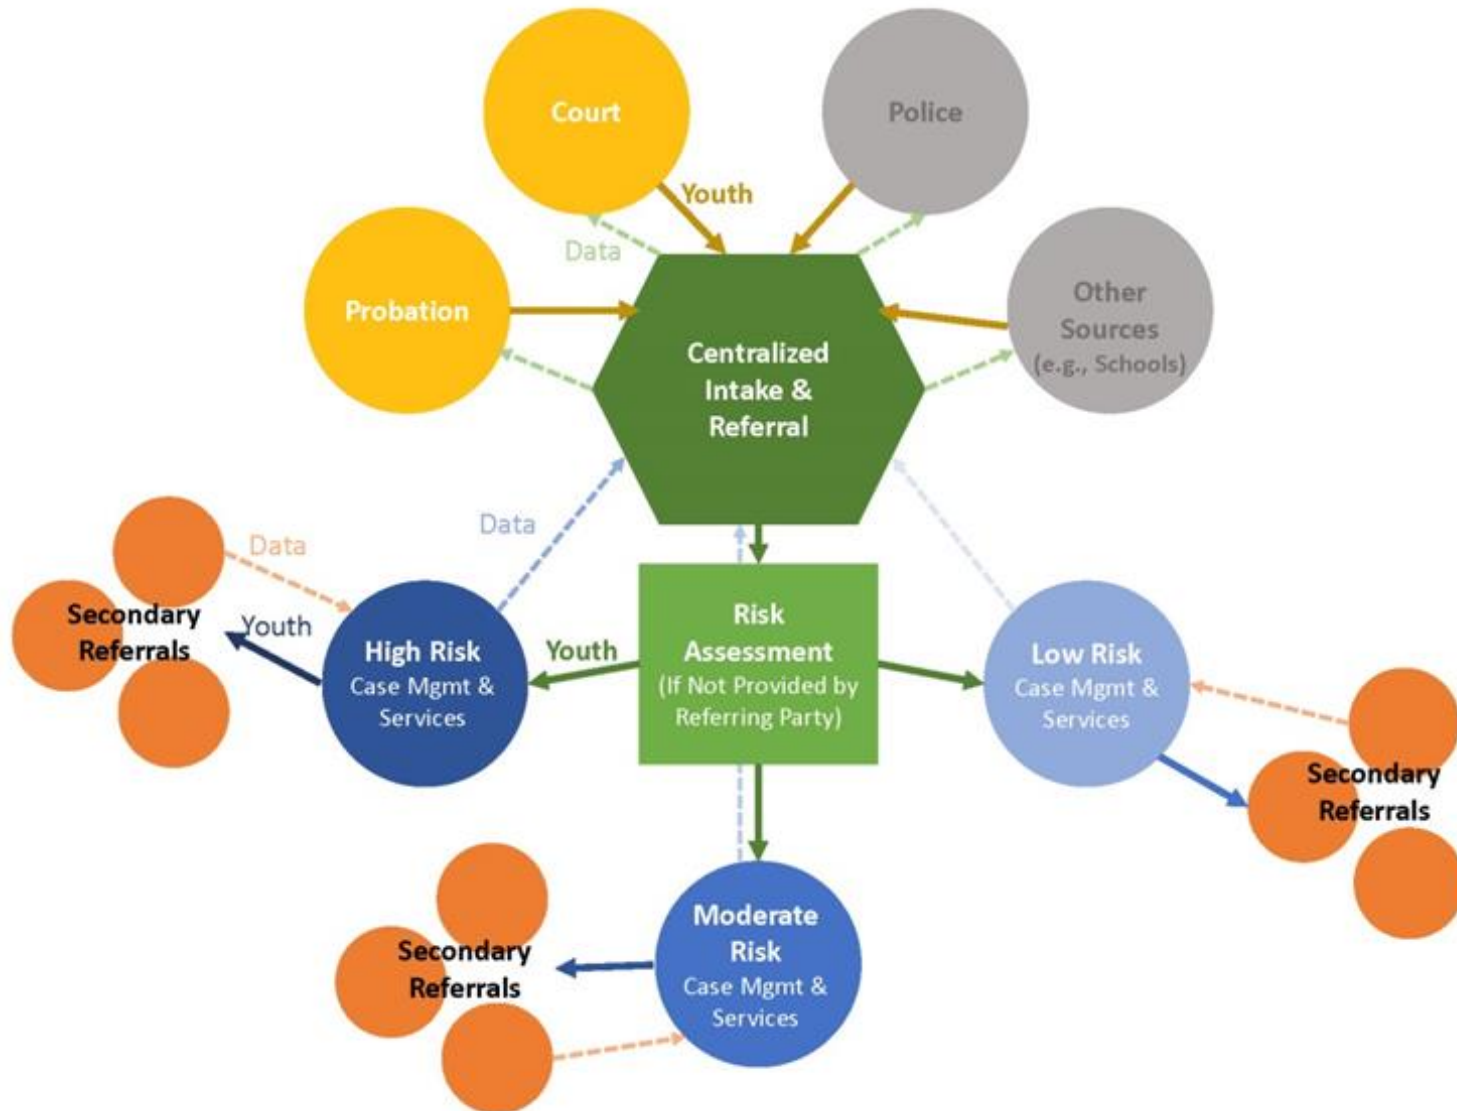 Court
Police
Youth
Data
Probation
Other
Sources
(e.g., Schools)
Centralized
Intake &
Referral
Data
Data
Secondary
Referrals
Youth
High Risk
Case Mgmt &
Services
Youth
Risk
Assessment
(If Not Provided by
Referring Party)
Low Risk
Case Mgmt &
Services
Secondary
Referrals
Moderate
Risk
Case Mgmt &
Services
Secondary
Referrals